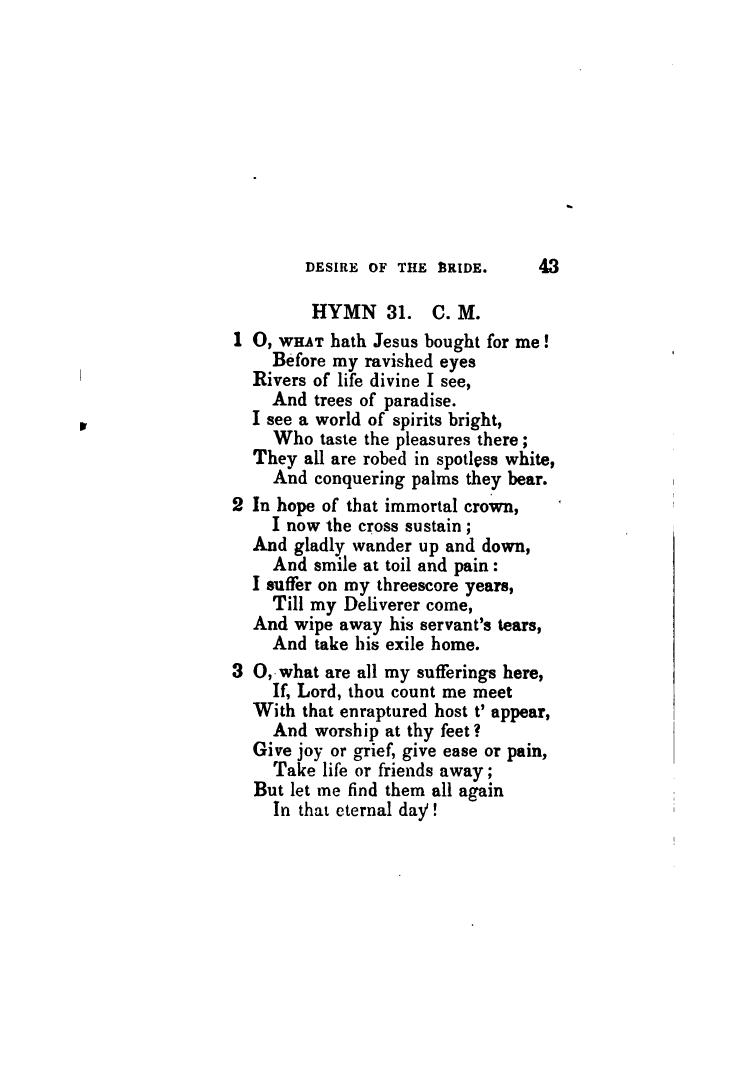 DESIRE OF THE BRIDE. 43
HYMN 31. C. M.
1 O, WHAT hath Jesus bought for me!
Before my ravished eyes
Rivers of life divine I see,
And trees of paradise.
I see a world of spirits bright,
Who taste the pleasures there;
They all are robed in spotless white,
And conquering palms they bear.
2 In hope of that immortal crown,
I now the cross sustain;
And gladly wander up and down,
And smile at toil and pain:
I suffer on my threescore years,
Till my Deliverer come,
And wipe away his servant's tears,
And take his exile home.
3 O, what are all my sufferings here,
If, Lord, thou count me meet
With that enraptured host t' appear,
And worship at thy feet?
Give joy or grief, give ease or pain,
Take life or friends away;
But let me find them all again
In that eternal day!